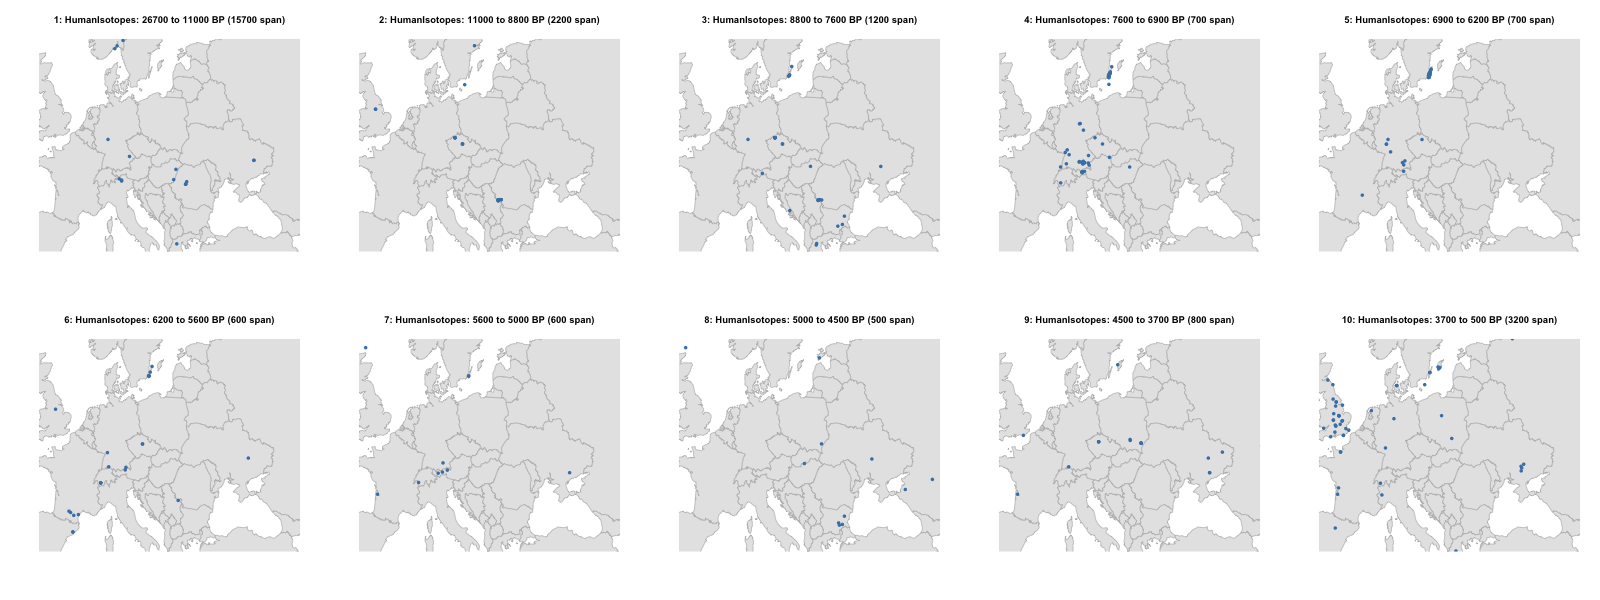 1: HumanIsotopes: 26700 to 11000 BP (15700 span)
2: HumanIsotopes: 11000 to 8800 BP (2200 span)
3: HumanIsotopes: 8800 to 7600 BP (1200 span)
4: HumanIsotopes: 7600 to 6900 BP (700 span)
5: HumanIsotopes: 6900 to 6200 BP (700 span)
6: HumanIsotopes: 6200 to 5600 BP (600 span)
7: HumanIsotopes: 5600 to 5000 BP (600 span)
8: HumanIsotopes: 5000 to 4500 BP (500 span)
9: HumanIsotopes: 4500 to 3700 BP (800 span)
10: HumanIsotopes: 3700 to 500 BP (3200 span)